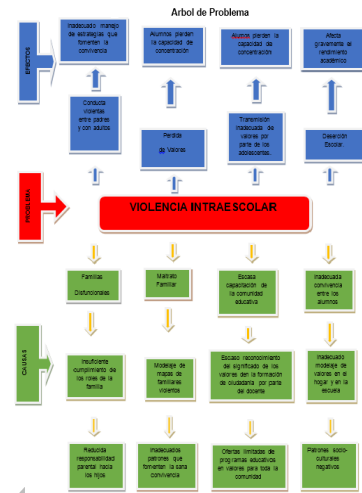 Arbol de Problema
EFECTOS
Inadecuado manejo
de estrategias que
fomenten la
convivencia
Alumnos pierden
la capacidad de
concentración
Alumno pierden la
capacidad de
concentración
Afecta
gravemente el
rendimiento
académico
Conducta
violentas
entre padres
y con adultos
Perdida
de Valores
Transmisión
inadecuada de
valores por
parte de los
adolescentes.
Deserción
Escolar.
PROBLEMA
VIOLENCIA INTRAESCOLAR
Familias
Disfuncionales
Maltrato
Familiar
Escasa
capacitación de
la comunidad
educativa
Inadecuada
convivencia
entre los
alumnos
CAUSAS
Insuficiente
cumplimiento de
los roles de la
familia
Modelaje de
mapas de
familiares
violentos
Escaso reconocimiento
del significado de los
valores den la formación
de ciudadanía por parte
del docente
Inadecuado
modelaje de
valores en el
hogar y en la
escuela
Reducida
responsabilidad
parental hacia
los hijos
Inadecuados
patrones que
fomenten la sana
convivencia
Ofertas limitadas de
programas educativos
en valores para toda la
comunidad
Patrones socio-
culturales
negativos